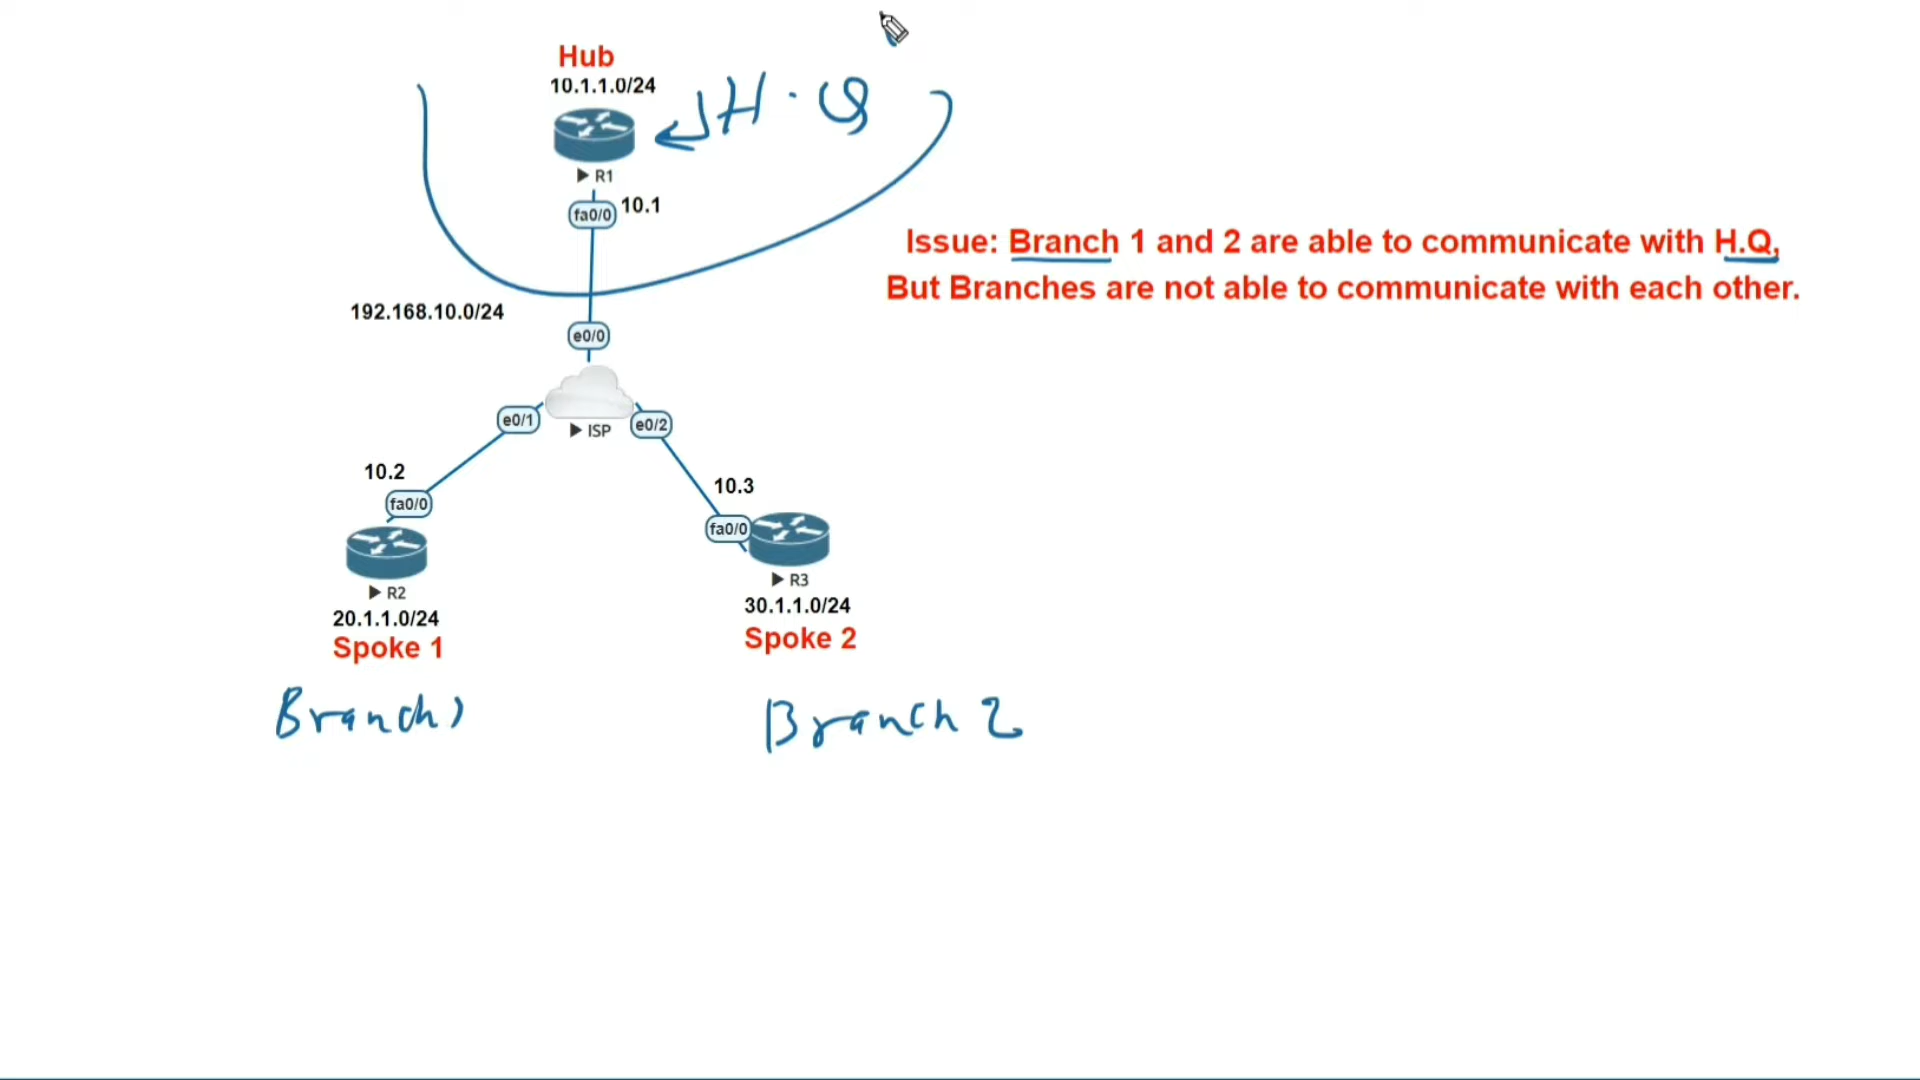 Hub
10.1.1.0/24
H.Q
R1
fa0/0
10.1
Issue: Branch 1 and 2 are able to communicate with H.Q,
But Branches are not able to communicate with each other.
192.168.10.0/24
e0/0
e0/1
ISP
e0/2
10.2
fa0/0
10.3
fa0/0
R2
20.1.1.0/24
Spoke 1
R3
30.1.1.0/24
Spoke 2
Branch 1
Branch 2